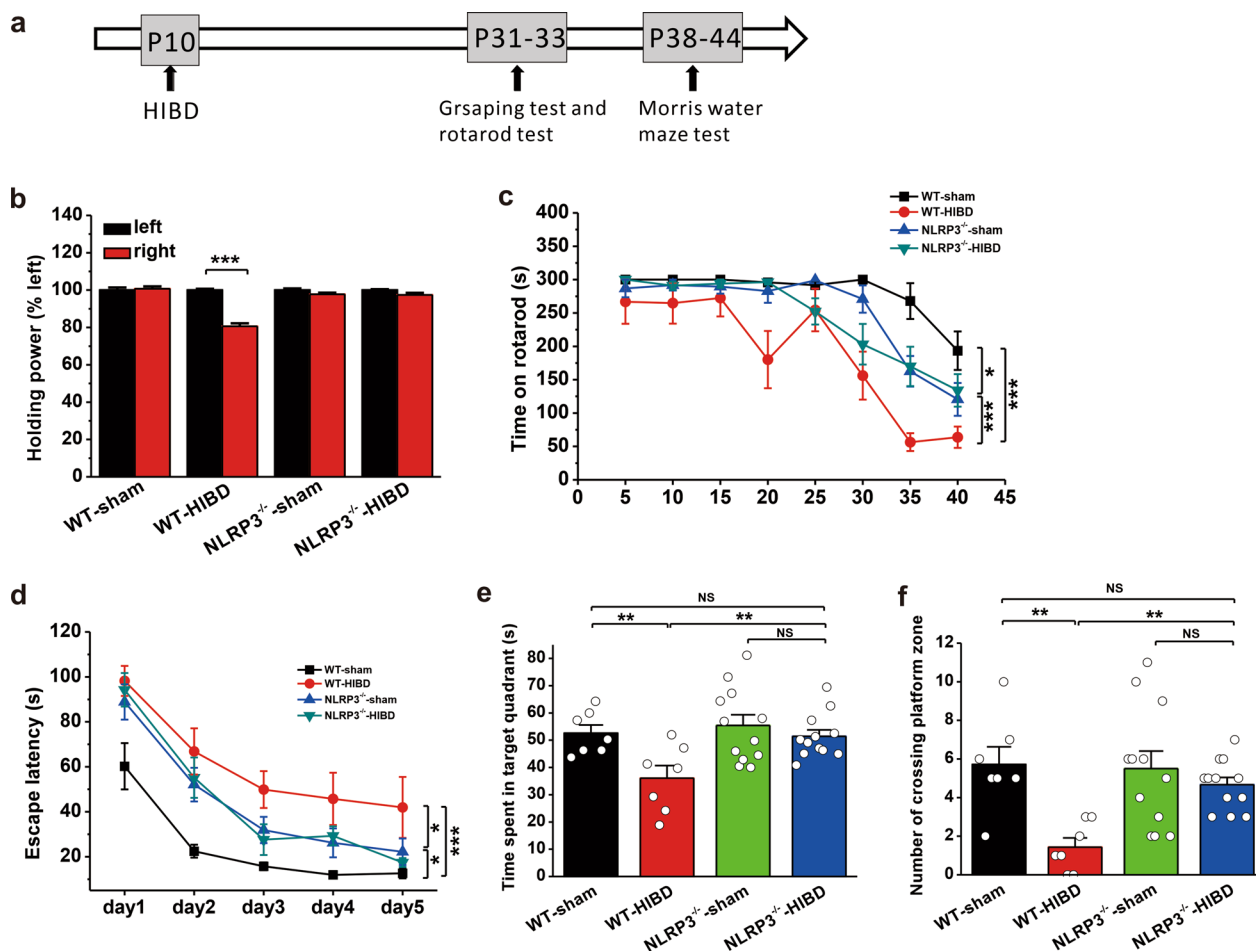 a
P10
P31-33
P38-44
HIBD
Grsaping test and
rotarod test
Morris water
maze test
b
Holding power (% left)
140
120
100
80
60
40
20
0
left
right
***
WT-sham
WT-HIBD
NLRP3-/--sham
NLRP3-/--HIBD
c
WT-sham
WT-HIBD
NLRP3-/--sham
NLRP3-/--HIBD
Time on rotarod (s)
400
350
300
250
200
150
100
50
0
0
5
10
15
20
25
30
35
40
45
*
***
***
d
Escape latency (s)
120
100
80
60
40
20
WT-sham
WT-HIBD
NLRP3-/--sham
NLRP3-/--HIBD
*
*
***
day1
day2
day3
day4
day5
e
Time spent in target quadrant (s)
NS
**
**
NS
90
80
70
60
50
40
30
20
10
0
WT-sham
WT-HIBD
NLRP3-/--sham
NLRP3-/--HIBD
f
Number of crossing platform zone
NS
**
**
NS
12
10
8
6
4
2
0
WT-sham
WT-HIBD
NLRP3-/--sham
NLRP3-/--HIBD